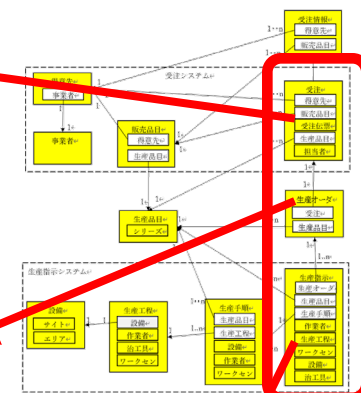 受注情報
得意先
販売品目
1…n
受注システム
得意先
事業者
1
1
事業者
販売品目
得意先
生産品目
受注
得意先
販売品目
受注伝票
生産品目
担当者
生産品目
シリーズ
生産オーダ
受注
生産品目
生産指示システム
設備
サイト
エリア
生産工程
設備
作業者
治工具
ワークセン
生産手順
生産品目
生産工程
設備
作業者
ワークセン
生産指示
生産オーダ
生産品目
生産手順
作業者
生産工程
ワークセン
設備
治工具
1…n
1
1..n
1…n